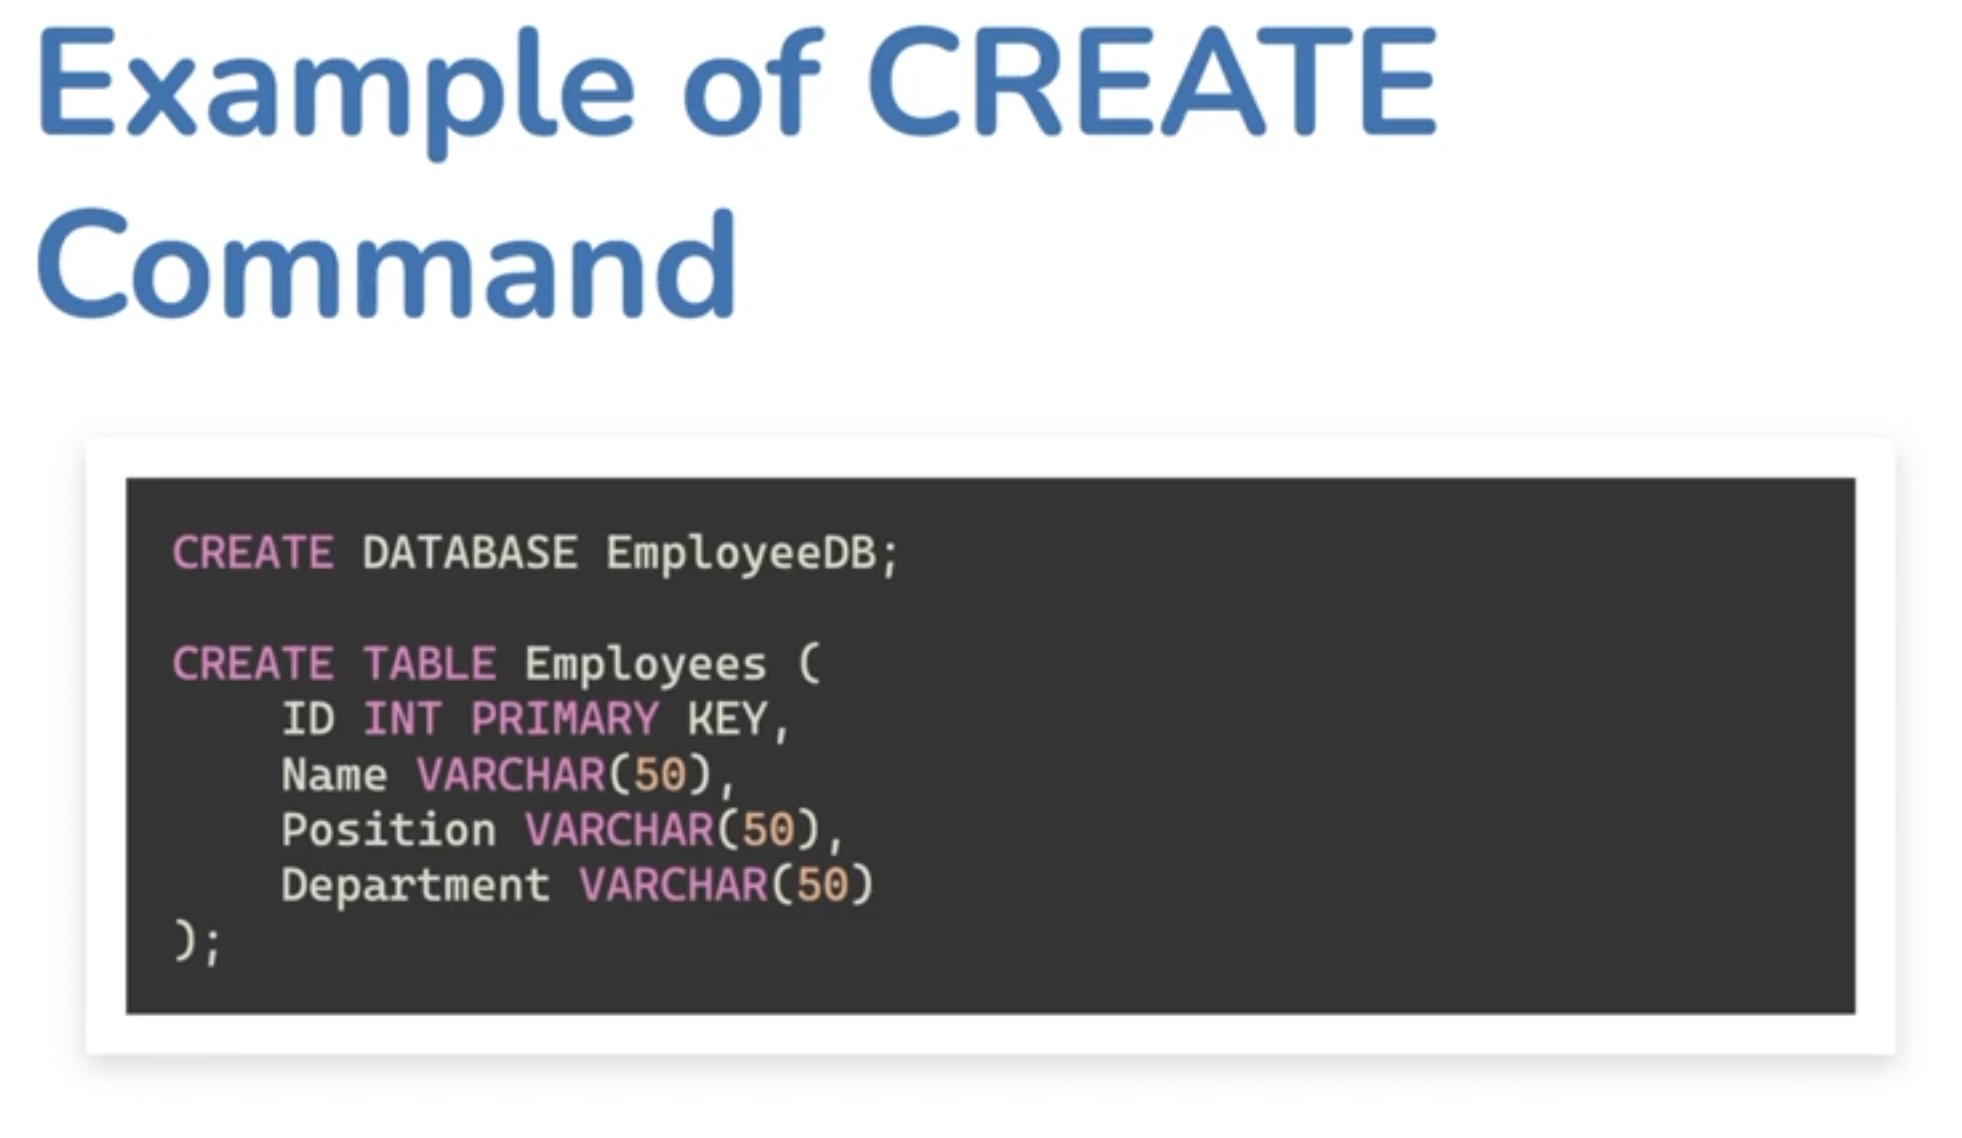 Example of CREATE
Command
CREATE DATABASE EmployeeDB;
CREATE TABLE Employees (
ID INT PRIMARY KEY,
Name VARCHAR(50),
Position VARCHAR(50),
Department VARCHAR(50)
);